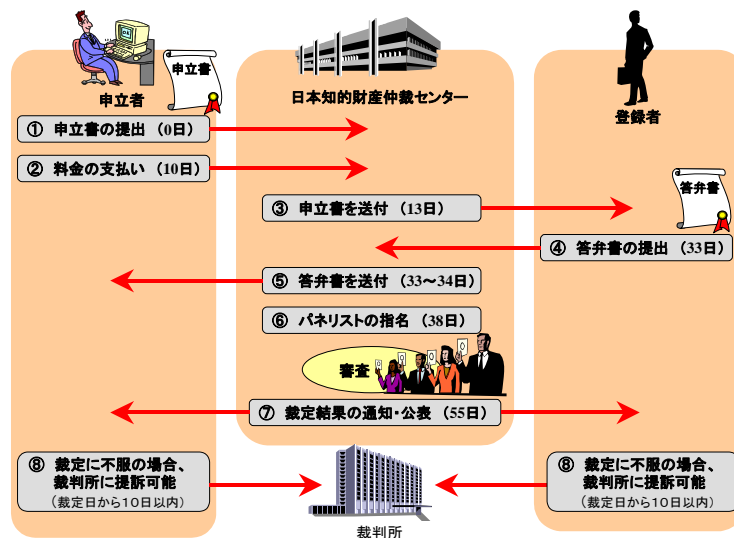 申立書
申立者
日本知的財産仲裁センター
登録者
① 申立書の提出 (0日)
② 料金の支払い (10日)
答弁書
③ 申立書を送付 (13日)
④ 答弁書の提出 (33日)
⑤ 答弁書を送付 (33~34日)
⑥ パネリストの指名 (38日)
審査
⑦ 裁定結果の通知・公表 (55日)
⑧ 裁定に不服の場合、
裁判所に提訴可能
(裁定日から10日以内)
⑧ 裁定に不服の場合、
裁判所に提訴可能
(裁定日から10日以内)
裁判所